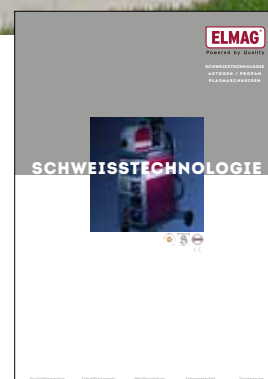 ELMAG
Powered by Quality
SCHWEISSTECHNOLOGIE
AUTOGEN / PROPAN
PLASMASCHNEIDEN
SCHWEISSTECHNOLOGIE